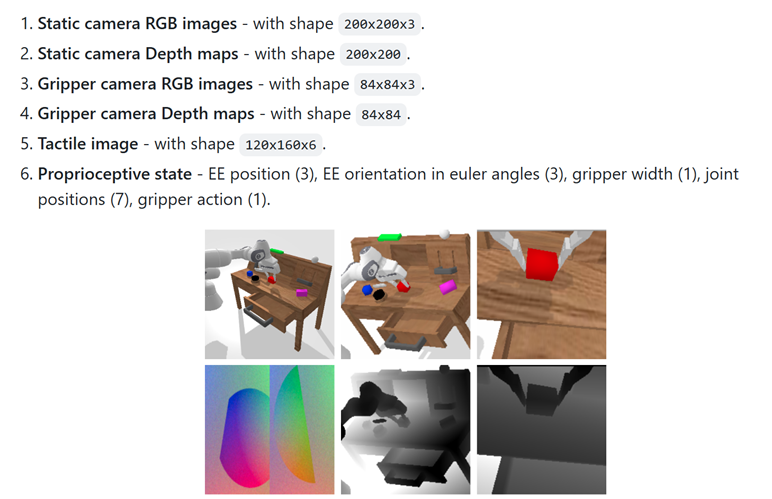 1. Static camera RGB images - with shape 200x200x3.
2. Static camera Depth maps - with shape 200x200.
3. Gripper camera RGB images - with shape 84x84x3.
4. Gripper camera Depth maps - with shape 84x84.
5. Tactile image - with shape 120x160x6.
6. Proprioceptive state - EE position (3), EE orientation in euler angles (3), gripper width (1), joint
positions (7), gripper action (1).